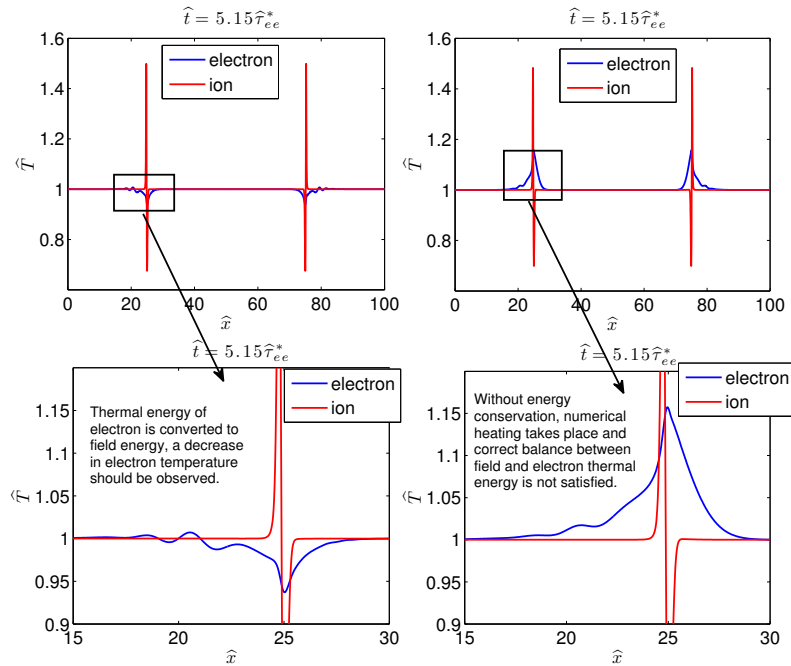 t̂ = 5.15τ̂*ee
electron
ion
T̂
1.6
1.4
1.2
1
0.8
0
20
40
60
80
100
x̂
t̂ = 5.15τ̂*ee
electron
ion
T̂
1.6
1.4
1.2
1
0.8
0
20
40
60
80
100
x̂
t̂ = 5.15τ̂*ee
electron
ion
Thermal energy of
electron is converted to
field energy, a decrease
in electron temperature
should be observed.
T̂
1.15
1.1
1.05
1
0.95
0.9
15
20
25
30
x̂
t̂ = 5.15τ̂*ee
electron
ion
Without energy
conservation, numerical
heating takes place and
correct balance between
field and electron thermal
energy is not satisfied.
T̂
1.15
1.1
1.05
1
0.95
0.9
15
20
25
30
x̂